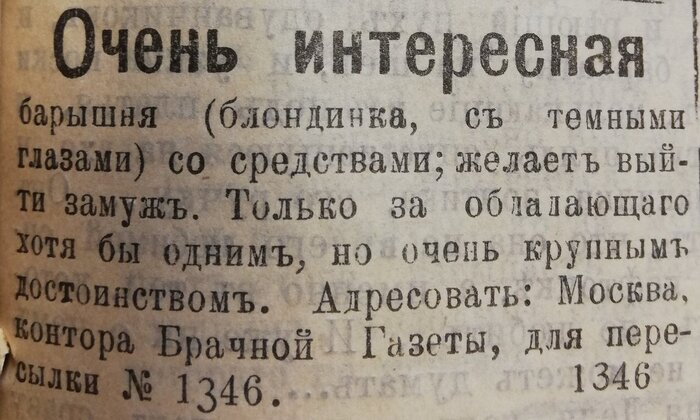 Очень интересная
барышня (блондинка, съ темными
глазами) со средствами; желаетъ вый-
ти замужъ. Только за обладающаго
хотя бы однимъ, но очень крупнымъ
достоинствомъ. Адресовать: Москва,
контора Брачной Газеты, для пере-
сылки № 1346. 1346